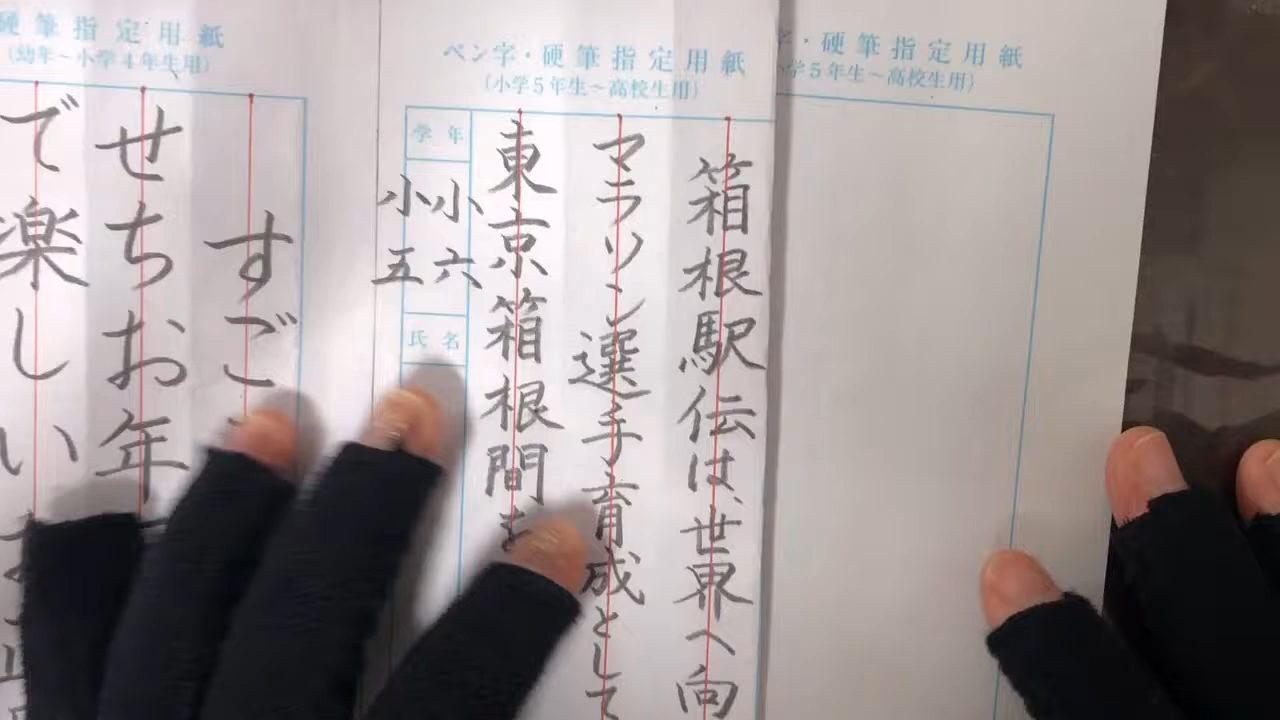 硬筆指定用紙
(幼年～小学4年生用)
すご
せちお年
で楽しい
ペン字・硬筆指定用紙
(小学5年生～高校生用)
箱根駅伝は、世界へ向
マラソン選手育成として
東京箱根間
学年
小六
小五
氏名
字・硬筆指定用紙
小学5年生～高校生用)